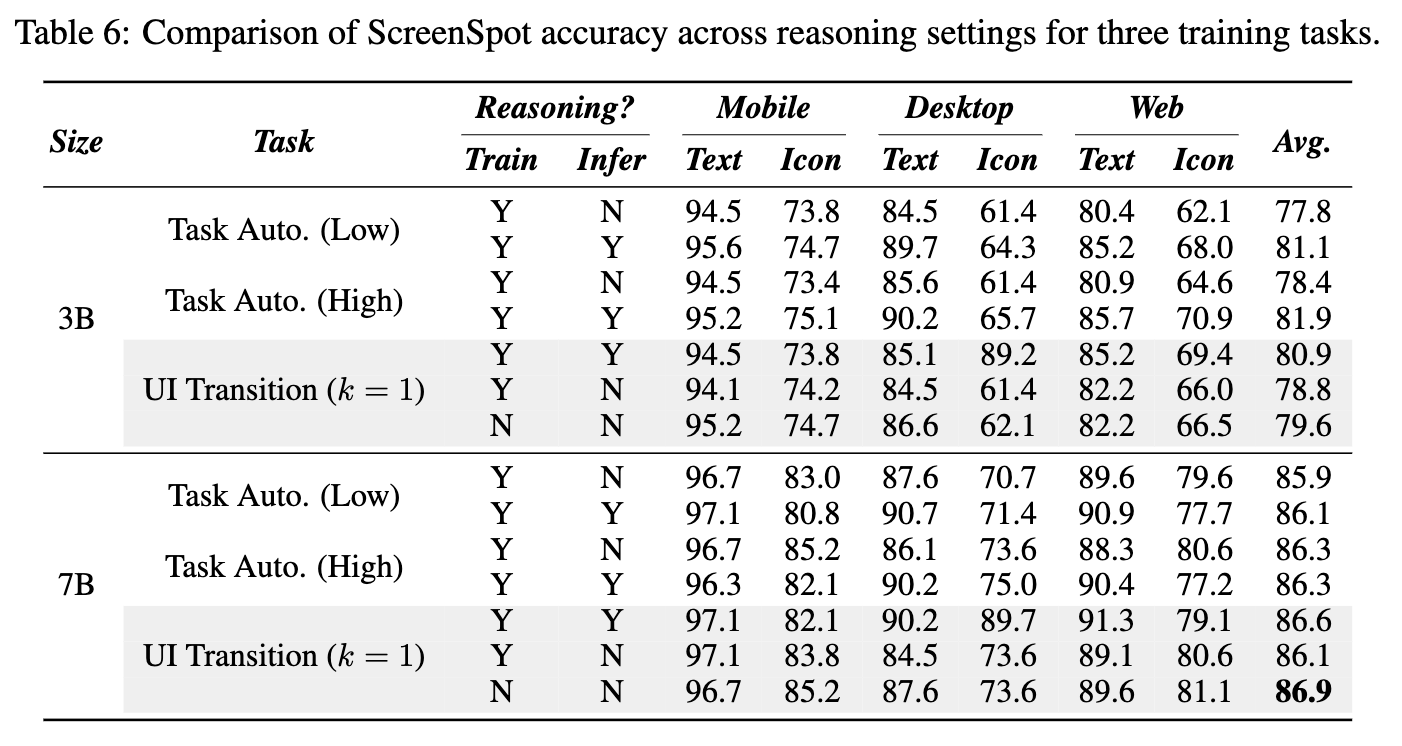 Table 6: Comparison of ScreenSpot accuracy across reasoning settings for three training tasks.
Size Task Reasoning? Mobile Desktop Web Avg.
Train Infer Text Icon Text Icon Text Icon
3B
Task Auto. (Low)
Y N 94.5 73.8 84.5 61.4 80.4 62.1 77.8
Y Y 95.6 74.7 89.7 64.3 85.2 68.0 81.1
Task Auto. (High)
Y N 94.5 73.4 85.6 61.4 80.9 64.6 78.4
Y Y 95.2 75.1 90.2 65.7 85.7 70.9 81.9
UI Transition (k = 1)
Y Y 94.5 73.8 85.1 89.2 85.2 69.4 80.9
Y N 94.1 74.2 84.5 61.4 82.2 66.0 78.8
N N 95.2 74.7 86.6 62.1 82.2 66.5 79.6
7B
Task Auto. (Low)
Y N 96.7 83.0 87.6 70.7 89.6 79.6 85.9
Y Y 97.1 80.8 90.7 71.4 90.9 77.7 86.1
Task Auto. (High)
Y N 96.7 85.2 86.1 73.6 88.3 80.6 86.3
Y Y 96.3 82.1 90.2 75.0 90.4 77.2 86.3
UI Transition (k = 1)
Y Y 97.1 82.1 90.2 89.7 91.3 79.1 86.6
Y N 97.1 83.8 84.5 73.6 89.1 80.6 86.1
N N 96.7 85.2 87.6 73.6 89.6 81.1 86.9